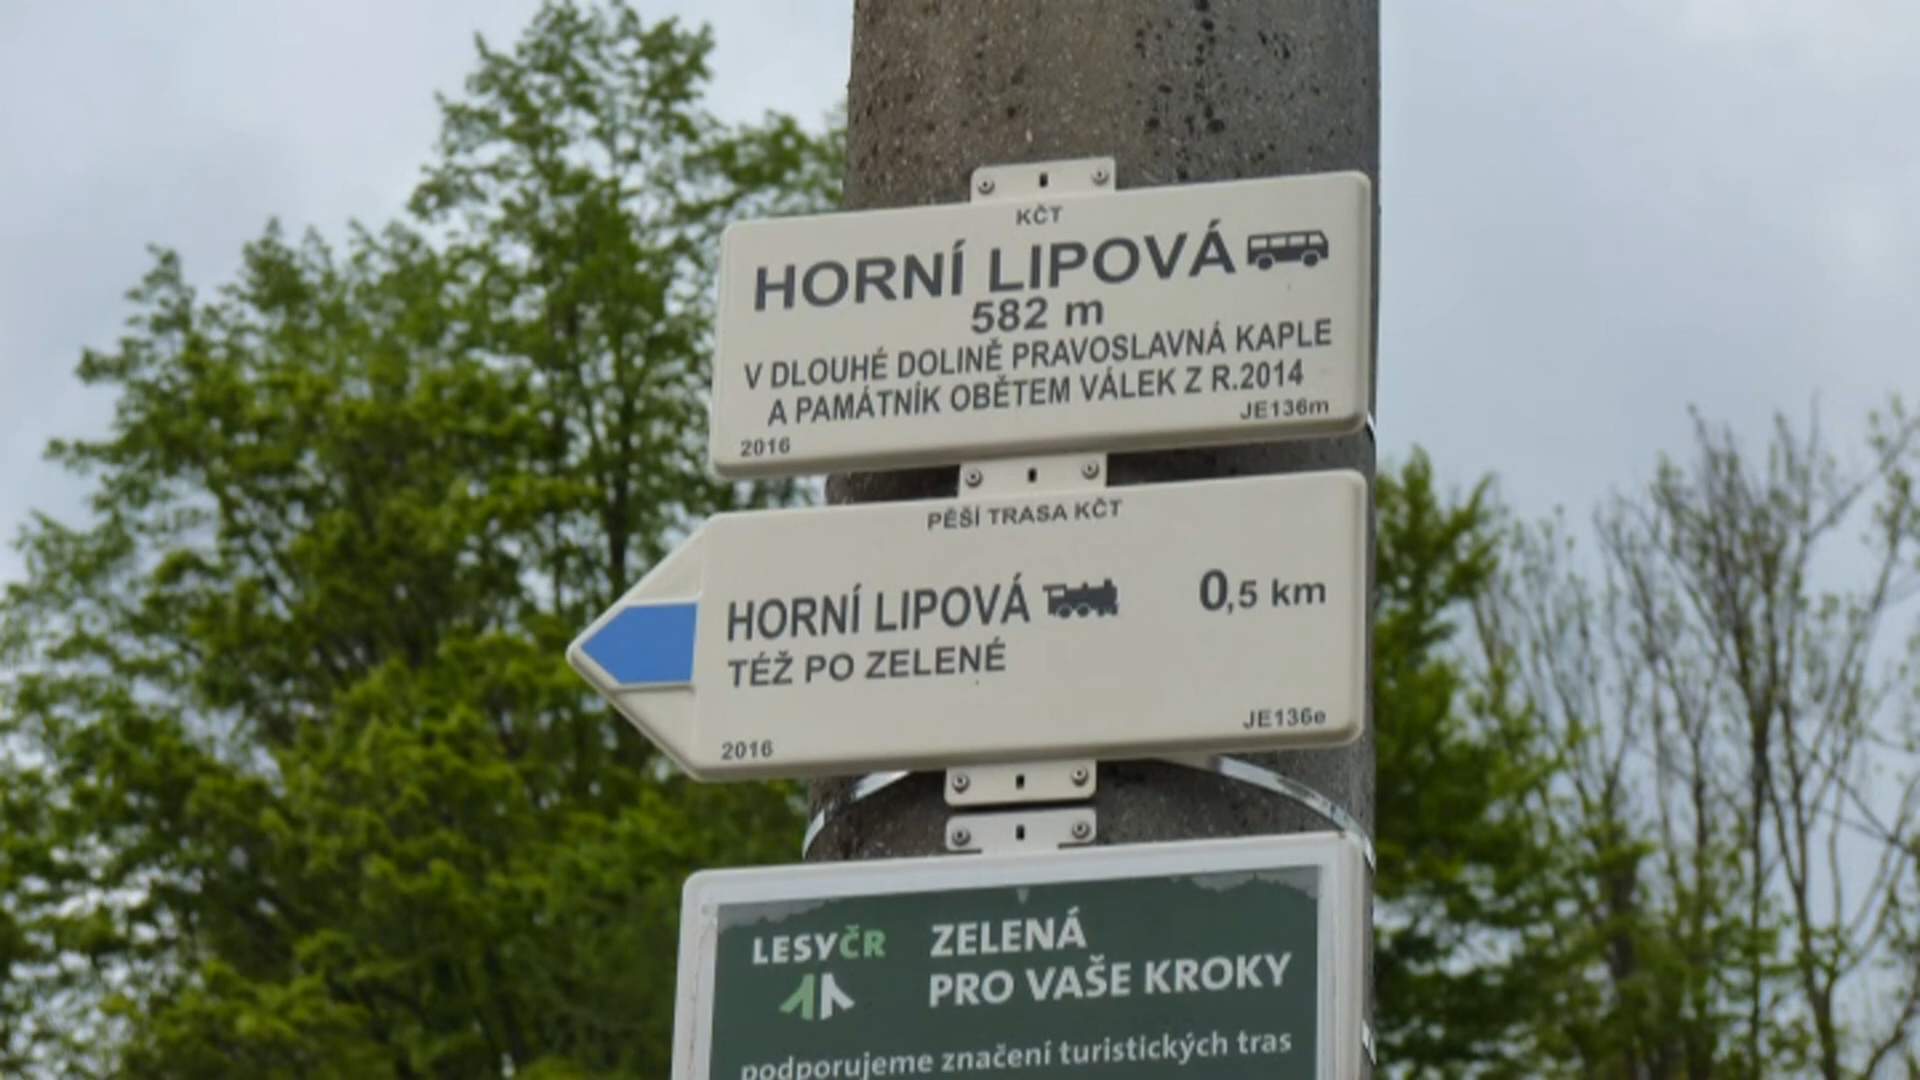 KČT
HORNÍ LIPOVÁ
582 m
V DLOUHÉ DOLINĚ PRAVOSLAVNÁ KAPLE
A PAMÁTNÍK OBĚTEM VÁLEK Z R.2014
JE136m
2016
PĚŠÍ TRASA KČT
HORNÍ LIPOVÁ 0,5 km
TÉŽ PO ZELENÉ
JE136e
2016
LESYČR
ZELENÁ
PRO VAŠE KROKY
podporujeme značení turistických tras